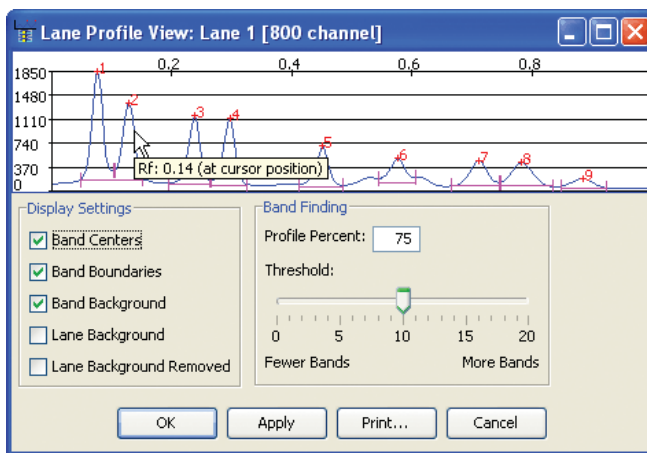 Lane Profile View: Lane 1 [800 channel]
0.2 0.4 0.6 0.8
1850
1480
1110
740
370
0
1 2 3 4 5 6 7 8 9
Rf: 0.14 (at cursor position)
Display Settings
Band Centers
Band Boundaries
Band Background
Lane Background
Lane Background Removed
Band Finding
Profile Percent: 75
Threshold:
0 5 10 15 20
Fewer Bands More Bands
OK Apply Print... Cancel